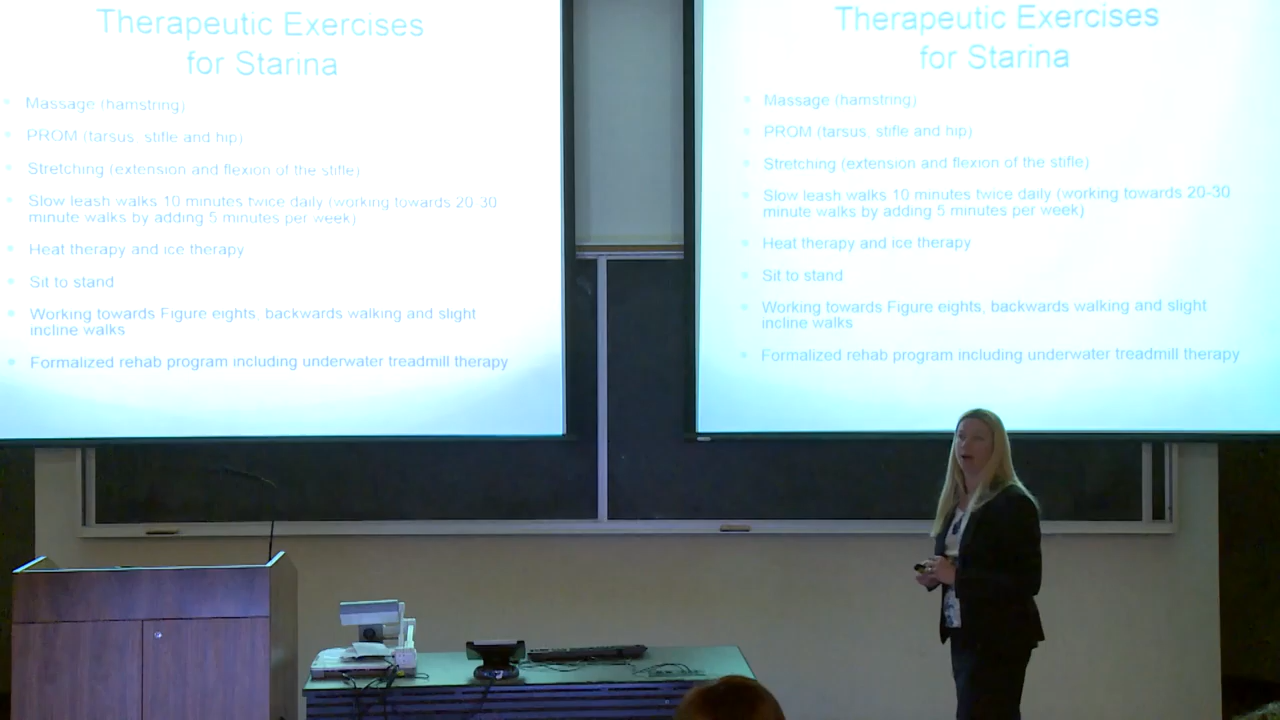 Therapeutic Exercises
for Starina
Massage (hamstring)
PROM (tarsus, stifle and hip)
Stretching (extension and flexion of the stifle)
Slow leash walks 10 minutes twice daily (working towards 20-30
minute walks by adding 5 minutes per week)
Heat therapy and ice therapy
Sit to stand
Working towards Figure eights, backwards walking and slight
incline walks
Formalized rehab program including underwater treadmill therapy
Therapeutic Exercises
for Starina
Massage (hamstring)
PROM (tarsus, stifle and hip)
Stretching (extension and flexion of the stifle)
Slow leash walks 10 minutes twice daily (working towards 20-30
minute walks by adding 5 minutes per week)
Heat therapy and ice therapy
Sit to stand
Working towards Figure eights, backwards walking and slight
incline walks
Formalized rehab program including underwater treadmill therapy